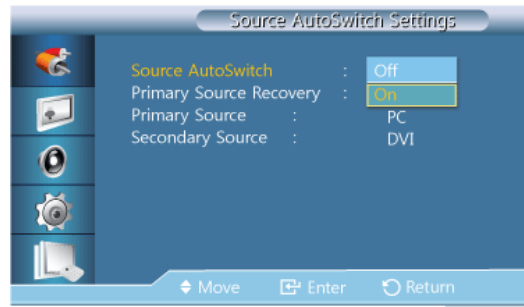 Source AutoSwitch Settings
Source AutoSwitch : Off
Primary Source Recovery : On
Primary Source : PC
Secondary Source : DVI
Move Enter Return